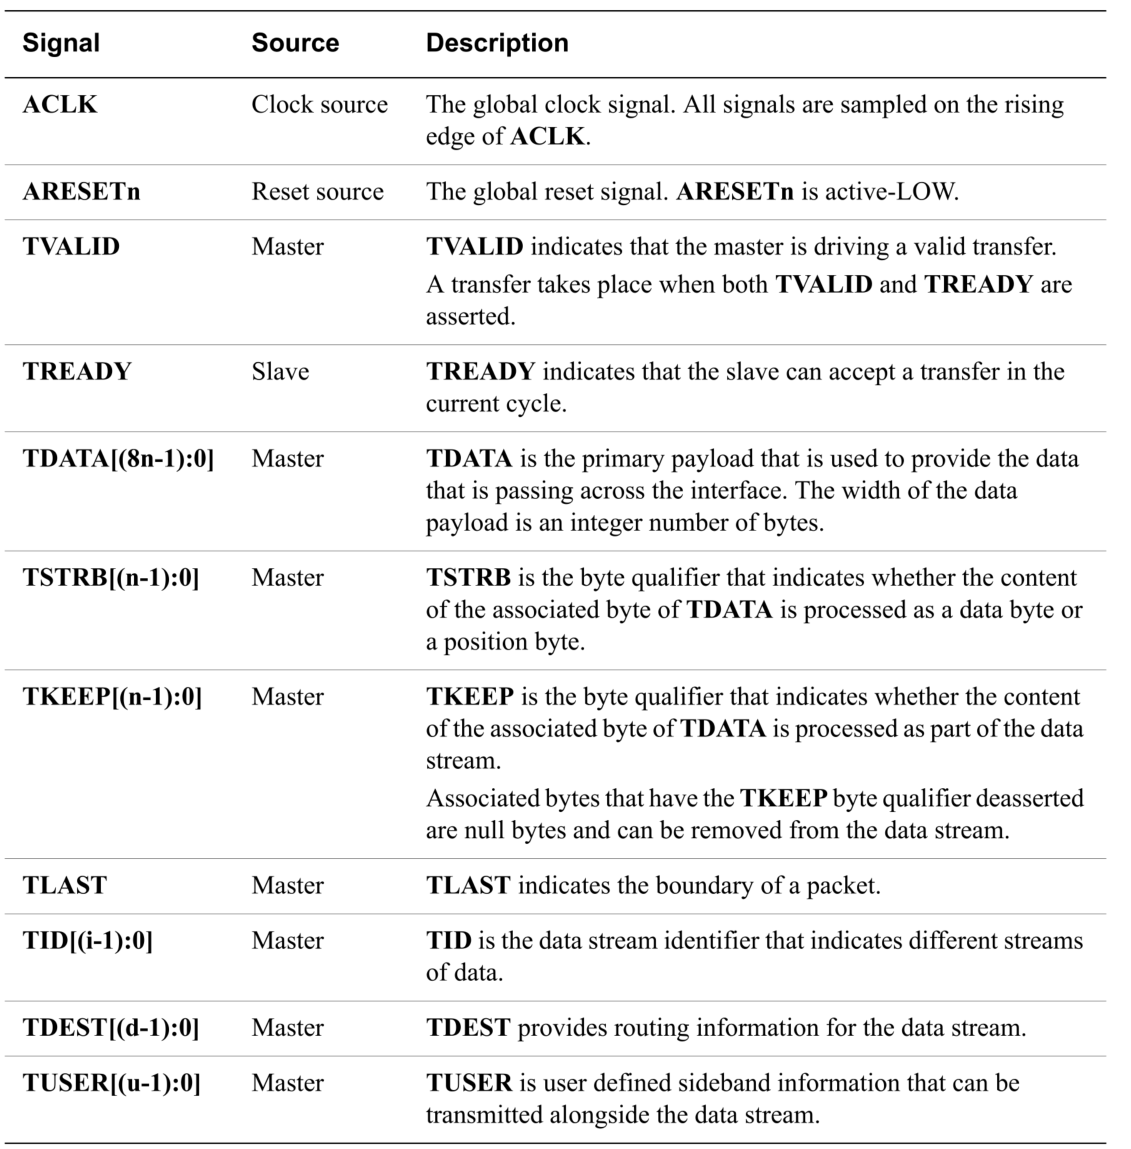 Signal Source Description
ACLK Clock source The global clock signal. All signals are sampled on the rising
edge of ACLK.
ARESETn Reset source The global reset signal. ARESETn is active-LOW.
TVALID Master TVALID indicates that the master is driving a valid transfer.
A transfer takes place when both TVALID and TREADY are
asserted.
TREADY Slave TREADY indicates that the slave can accept a transfer in the
current cycle.
TDATA[(8n-1):0] Master TDATA is the primary payload that is used to provide the data
that is passing across the interface. The width of the data
payload is an integer number of bytes.
TSTRB[(n-1):0] Master TSTRB is the byte qualifier that indicates whether the content
of the associated byte of TDATA is processed as a data byte or
a position byte.
TKEEP[(n-1):0] Master TKEEP is the byte qualifier that indicates whether the content
of the associated byte of TDATA is processed as part of the data
stream.
Associated bytes that have the TKEEP byte qualifier deasserted
are null bytes and can be removed from the data stream.
TLAST Master TLAST indicates the boundary of a packet.
TID[(i-1):0] Master TID is the data stream identifier that indicates different streams
of data.
TDEST[(d-1):0] Master TDEST provides routing information for the data stream.
TUSER[(u-1):0] Master TUSER is user defined sideband information that can be
transmitted alongside the data stream.